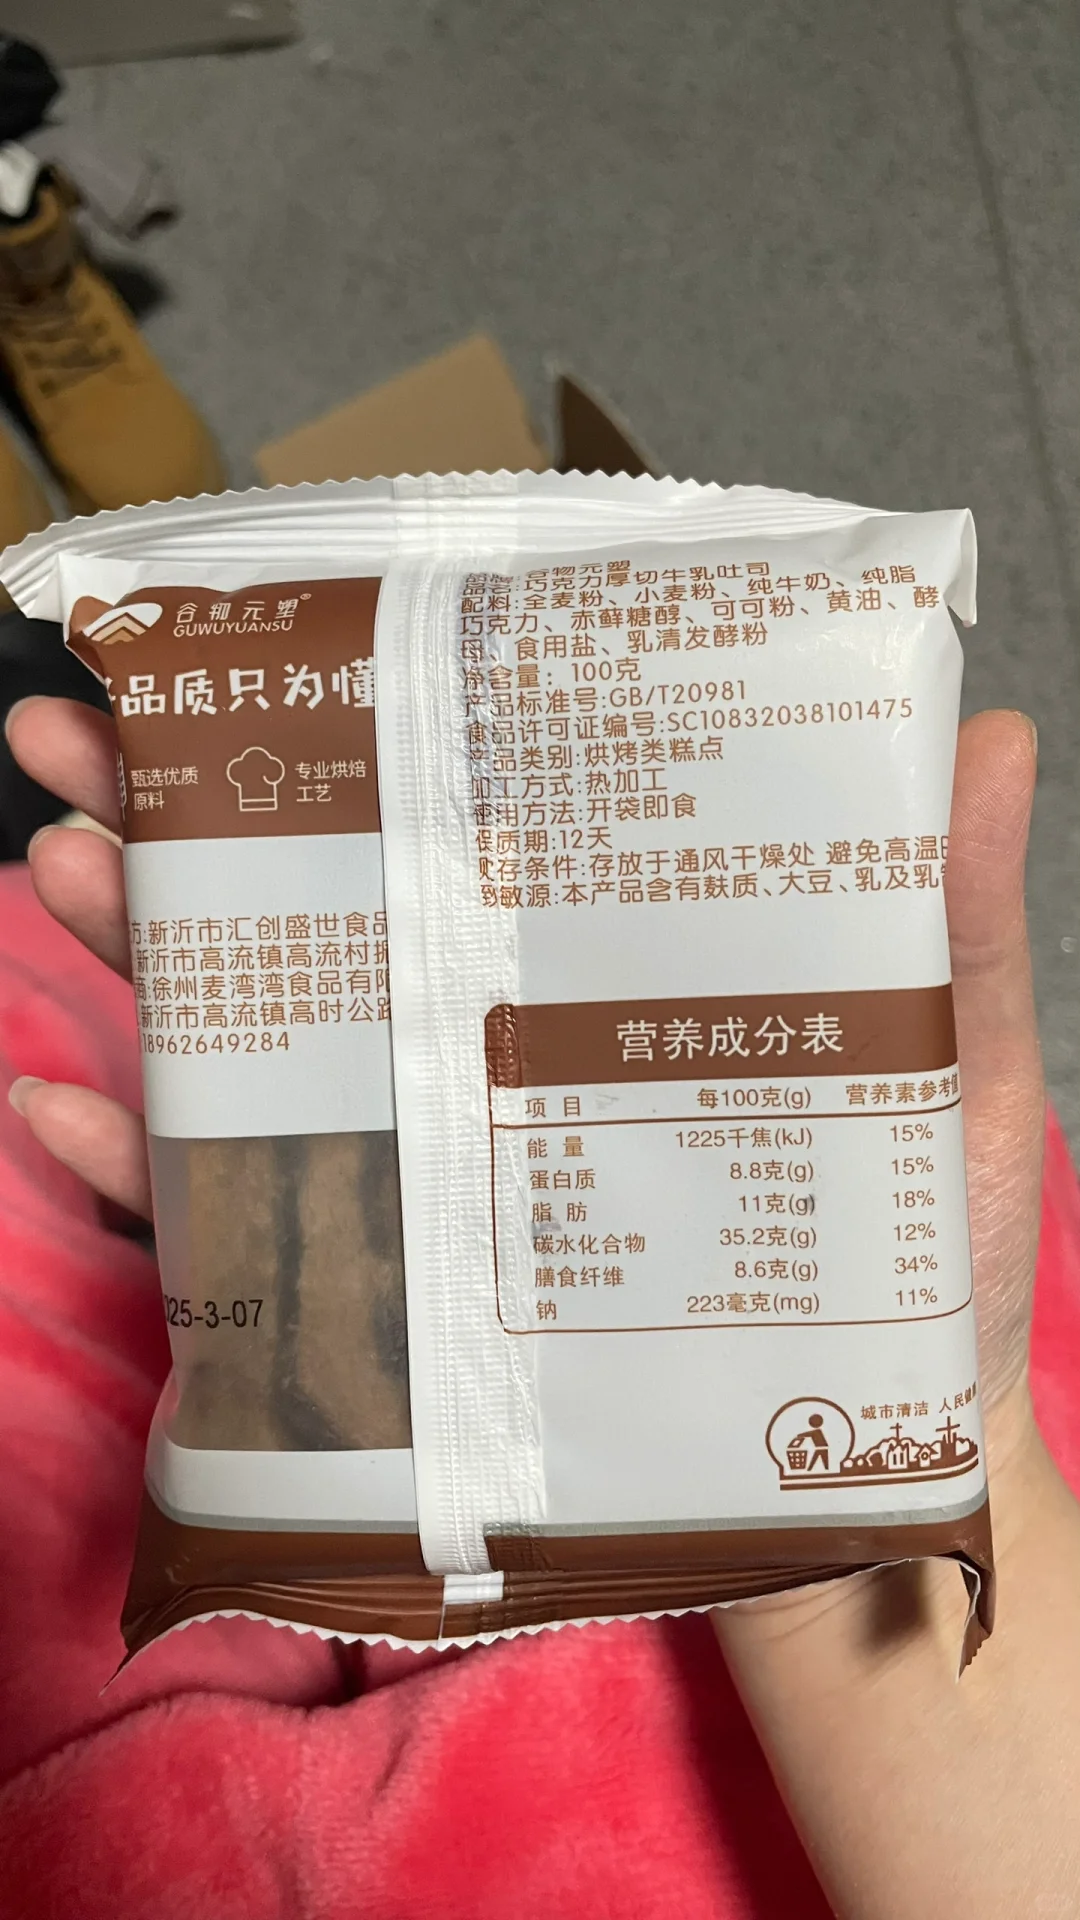 谷物元塑®
GUWUYUANSU
品质只为懂
甄选优质
原料
专业烘焙
工艺
方:新沂市汇创盛世食品
新沂市高流镇高流村
商:徐州麦湾湾食品有限
新沂市高流镇高时公路
18962649284
25-3-07
品牌:谷物元塑
品名:巧克力厚切牛乳吐司
配料:全麦粉、小麦粉、纯牛奶、纯脂
巧克力、赤藓糖醇、可可粉、黄油、酵
母、食用盐、乳清发酵粉
净含量：100克
产品标准号:GB/T20981
食品许可证编号:SC10832038101475
产品类别:烘烤类糕点
加工方式:热加工
使用方法:开袋即食
保质期:12天
贮存条件:存放于通风干燥处 避免高温日
致敏源:本产品含有麸质、大豆、乳及乳制
营养成分表
项 目 每100克(g) 营养素参考值
能 量 1225千焦(kJ) 15%
蛋白质 8.8克(g) 15%
脂 肪 11克(g) 18%
碳水化合物 35.2克(g) 12%
膳食纤维 8.6克(g) 34%
钠 223毫克(mg) 11%
城市清洁 人民健康